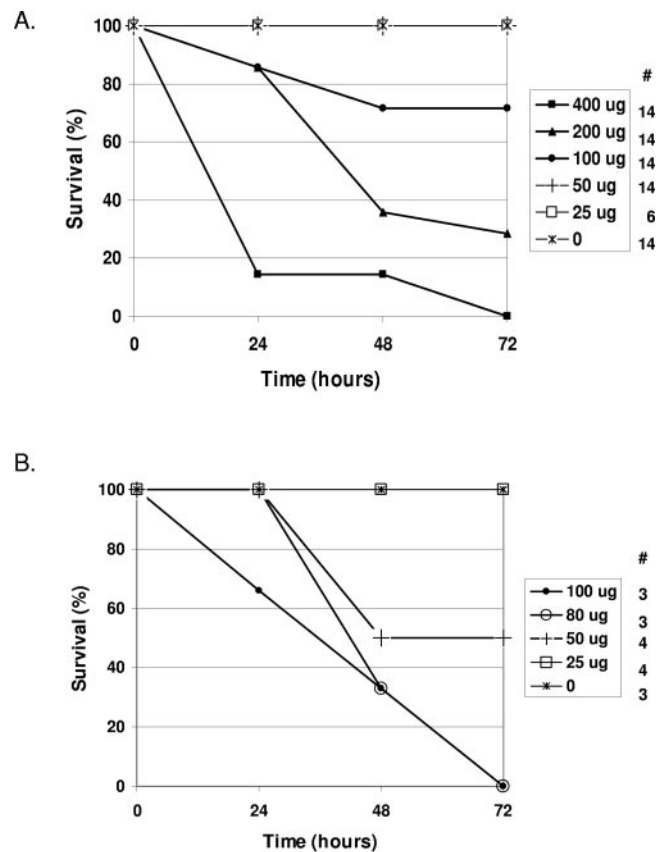 A.
100
80
60
40
20
0
Survival (%)
0 24 48 72
Time (hours)
#
400 ug 14
200 ug 14
100 ug 14
50 ug 14
25 ug 6
0 14
B.
100
80
60
40
20
0
Survival (%)
0 24 48 72
Time (hours)
#
100 ug 3
80 ug 3
50 ug 4
25 ug 4
0 3